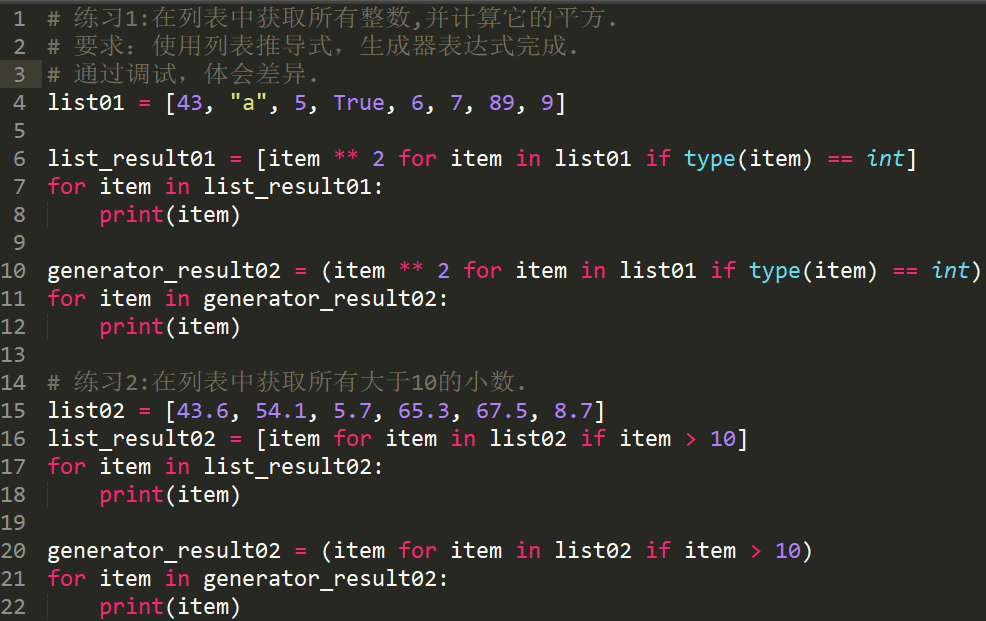 1 # 练习1:在列表中获取所有整数,并计算它的平方.
2 # 要求：使用列表推导式，生成器表达式完成.
3 # 通过调试，体会差异.
4 list01 = [43, "a", 5, True, 6, 7, 89, 9]
5
6 list_result01 = [item ** 2 for item in list01 if type(item) == int]
7 for item in list_result01:
8     print(item)
9
10 generator_result02 = (item ** 2 for item in list01 if type(item) == int)
11 for item in generator_result02:
12     print(item)
13
14 # 练习2:在列表中获取所有大于10的小数.
15 list02 = [43.6, 54.1, 5.7, 65.3, 67.5, 8.7]
16 list_result02 = [item for item in list02 if item > 10]
17 for item in list_result02:
18     print(item)
19
20 generator_result02 = (item for item in list02 if item > 10)
21 for item in generator_result02:
22     print(item)